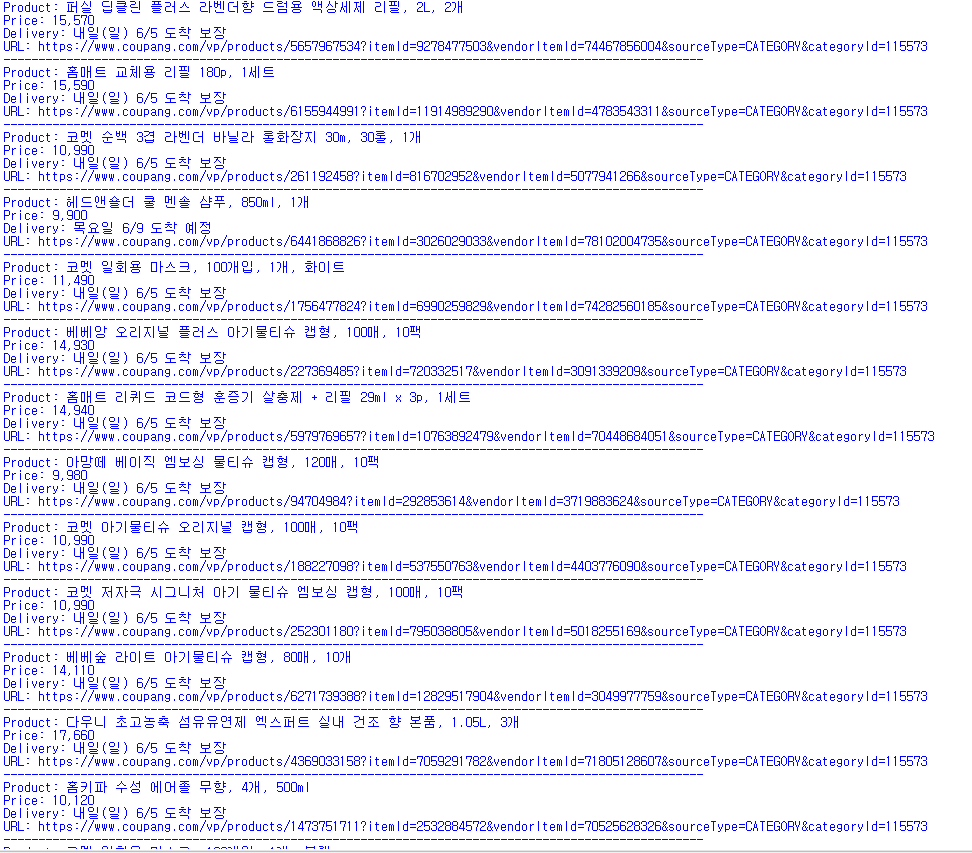 Product: 퍼실 딥클린 플러스 라벤더향 드럼용 액상세제 리필, 2L, 2개
Price: 15,570
Delivery: 내일(일) 6/5 도착 보장
URL: https://www.coupang.com/vp/products/5657967534?itemId=9278477503&vendorItemId=74467856004&sourceType=CATEGORY&categoryId=115573
Product: 홈매트 교체용 리필 180p, 1세트
Price: 15,590
Delivery: 내일(일) 6/5 도착 보장
URL: https://www.coupang.com/vp/products/6155944991?itemId=11914989290&vendorItemId=4783543311&sourceType=CATEGORY&categoryId=115573
Product: 코멧 순백 3겹 라벤더 바닐라 롤화장지 30m, 30롤, 1개
Price: 10,990
Delivery: 내일(일) 6/5 도착 보장
URL: https://www.coupang.com/vp/products/261192458?itemId=816702952&vendorItemId=5077941266&sourceType=CATEGORY&categoryId=115573
Product: 헤드앤숄더 쿨 멘솔 샴푸, 850ml, 1개
Price: 9,900
Delivery: 목요일 6/9 도착 예정
URL: https://www.coupang.com/vp/products/6441868826?itemId=3026029033&vendorItemId=78102004735&sourceType=CATEGORY&categoryId=115573
Product: 코멧 일회용 마스크, 100개입, 1개, 화이트
Price: 11,490
Delivery: 내일(일) 6/5 도착 보장
URL: https://www.coupang.com/vp/products/1756477824?itemId=6990259829&vendorItemId=74282560185&sourceType=CATEGORY&categoryId=115573
Product: 베베앙 오리지널 플러스 아기물티슈 캡형, 100매, 10팩
Price: 14,930
Delivery: 내일(일) 6/5 도착 보장
URL: https://www.coupang.com/vp/products/227369485?itemId=720332517&vendorItemId=3091339209&sourceType=CATEGORY&categoryId=115573
Product: 홈매트 리퀴드 코드형 훈증기 살충제 + 리필 29ml x 3p, 1세트
Price: 14,940
Delivery: 내일(일) 6/5 도착 보장
URL: https://www.coupang.com/vp/products/5979769657?itemId=10763892479&vendorItemId=70448684051&sourceType=CATEGORY&categoryId=115573
Product: 아망떼 베이직 엠보싱 물티슈 캡형, 120매, 10팩
Price: 9,980
Delivery: 내일(일) 6/5 도착 보장
URL: https://www.coupang.com/vp/products/94704984?itemId=292853614&vendorItemId=3719883624&sourceType=CATEGORY&categoryId=115573
Product: 코멧 아기물티슈 오리지널 캡형, 100매, 10팩
Price: 10,990
Delivery: 내일(일) 6/5 도착 보장
URL: https://www.coupang.com/vp/products/188227098?itemId=537550763&vendorItemId=4403776090&sourceType=CATEGORY&categoryId=115573
Product: 코멧 저자극 시그니처 아기 물티슈 엠보싱 캡형, 100매, 10팩
Price: 10,990
Delivery: 내일(일) 6/5 도착 보장
URL: https://www.coupang.com/vp/products/252301180?itemId=795038805&vendorItemId=5018255169&sourceType=CATEGORY&categoryId=115573
Product: 베베숲 라이트 아기물티슈 캡형, 80매, 10개
Price: 14,110
Delivery: 내일(일) 6/5 도착 보장
URL: https://www.coupang.com/vp/products/6271739388?itemId=12829517904&vendorItemId=3049977759&sourceType=CATEGORY&categoryId=115573
Product: 다우니 초고농축 섬유유연제 엑스퍼트 실내 건조 향 본품, 1.05L, 3개
Price: 17,660
Delivery: 내일(일) 6/5 도착 보장
URL: https://www.coupang.com/vp/products/4369033158?itemId=7059291782&vendorItemId=71805128607&sourceType=CATEGORY&categoryId=115573
Product: 홈키파 수성 에어졸 무향, 4개, 500ml
Price: 10,120
Delivery: 내일(일) 6/5 도착 보장
URL: https://www.coupang.com/vp/products/1473751711?itemId=2532884572&vendorItemId=70525628326&sourceType=CATEGORY&categoryId=115573